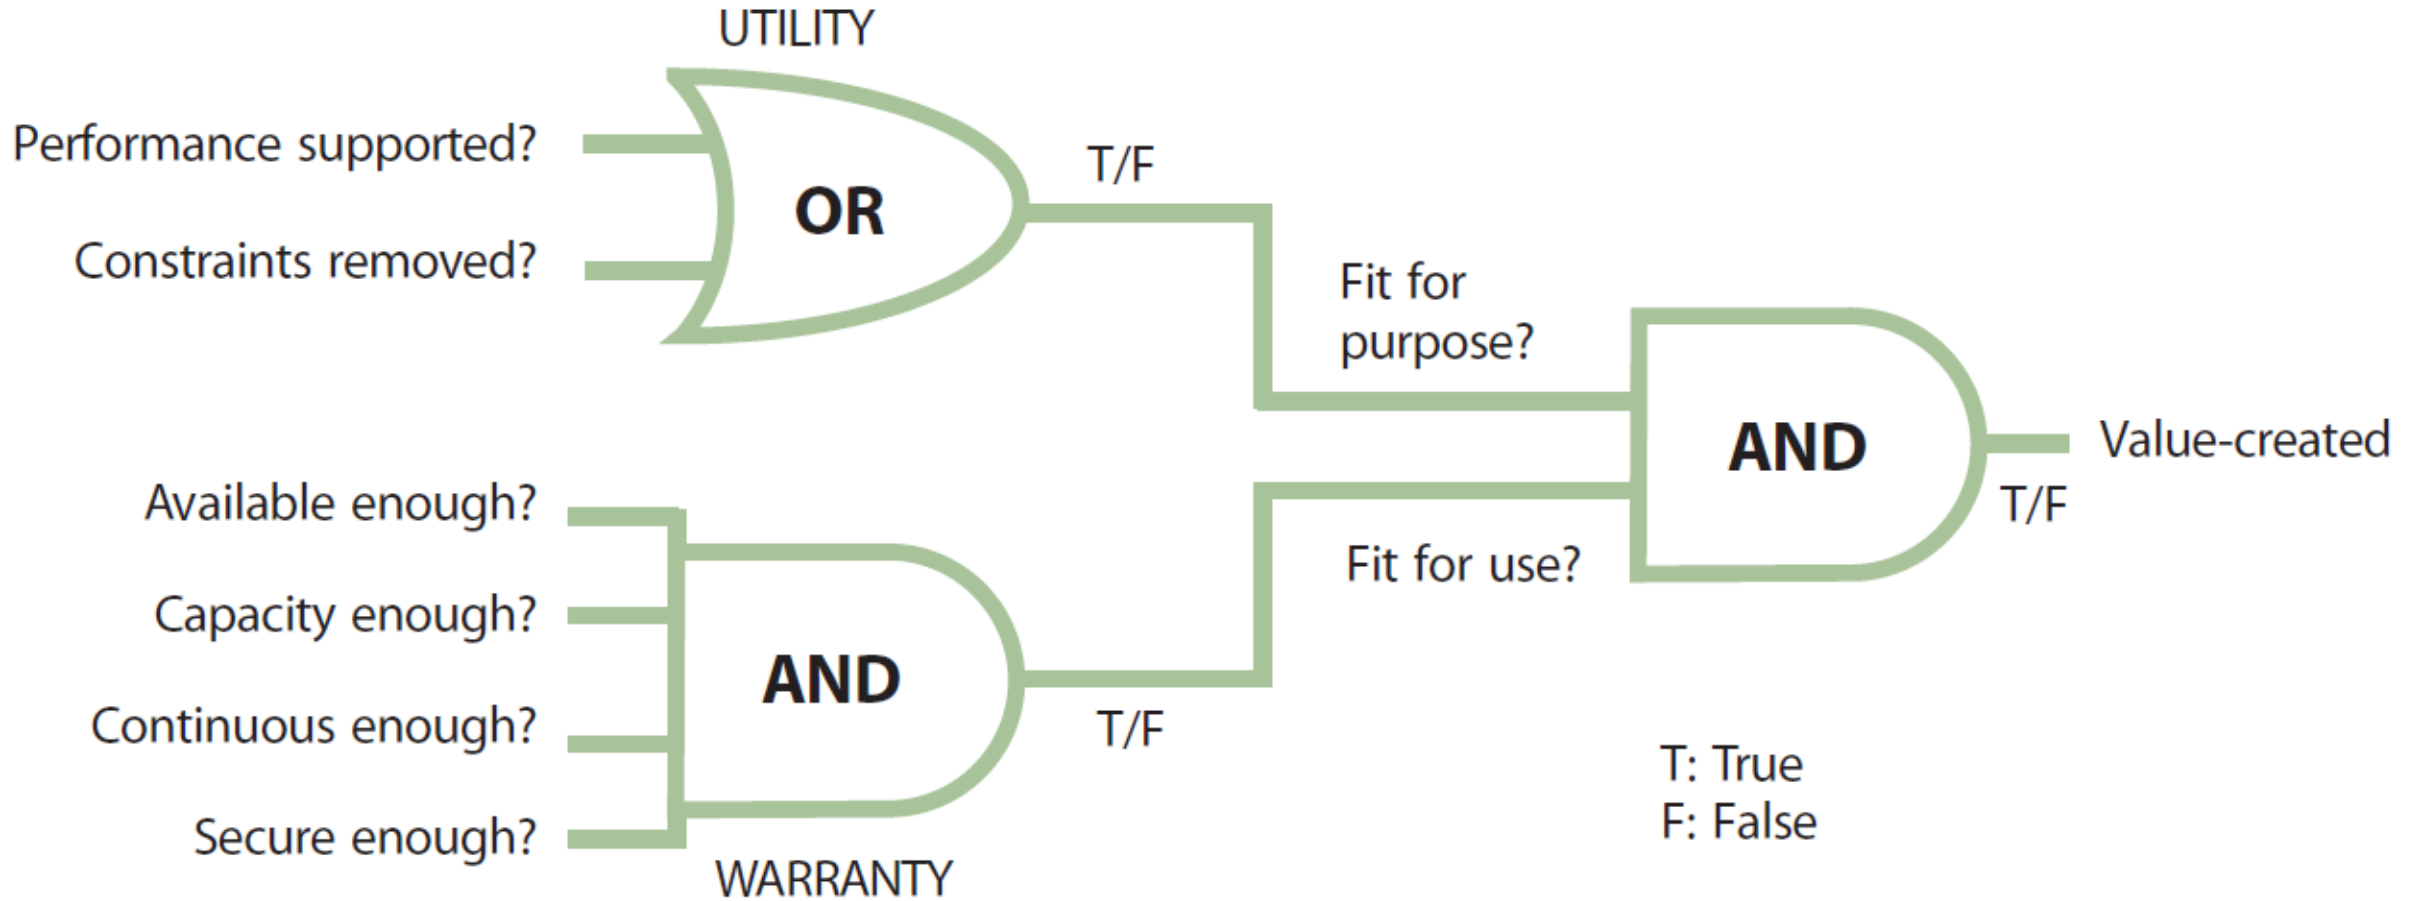 UTILITY
Performance supported?
Constraints removed?
OR
T/F
Fit for
purpose?
Available enough?
Capacity enough?
Continuous enough?
Secure enough?
AND
WARRANTY
T/F
Fit for use?
AND
Value-created
T/F
T: True
F: False